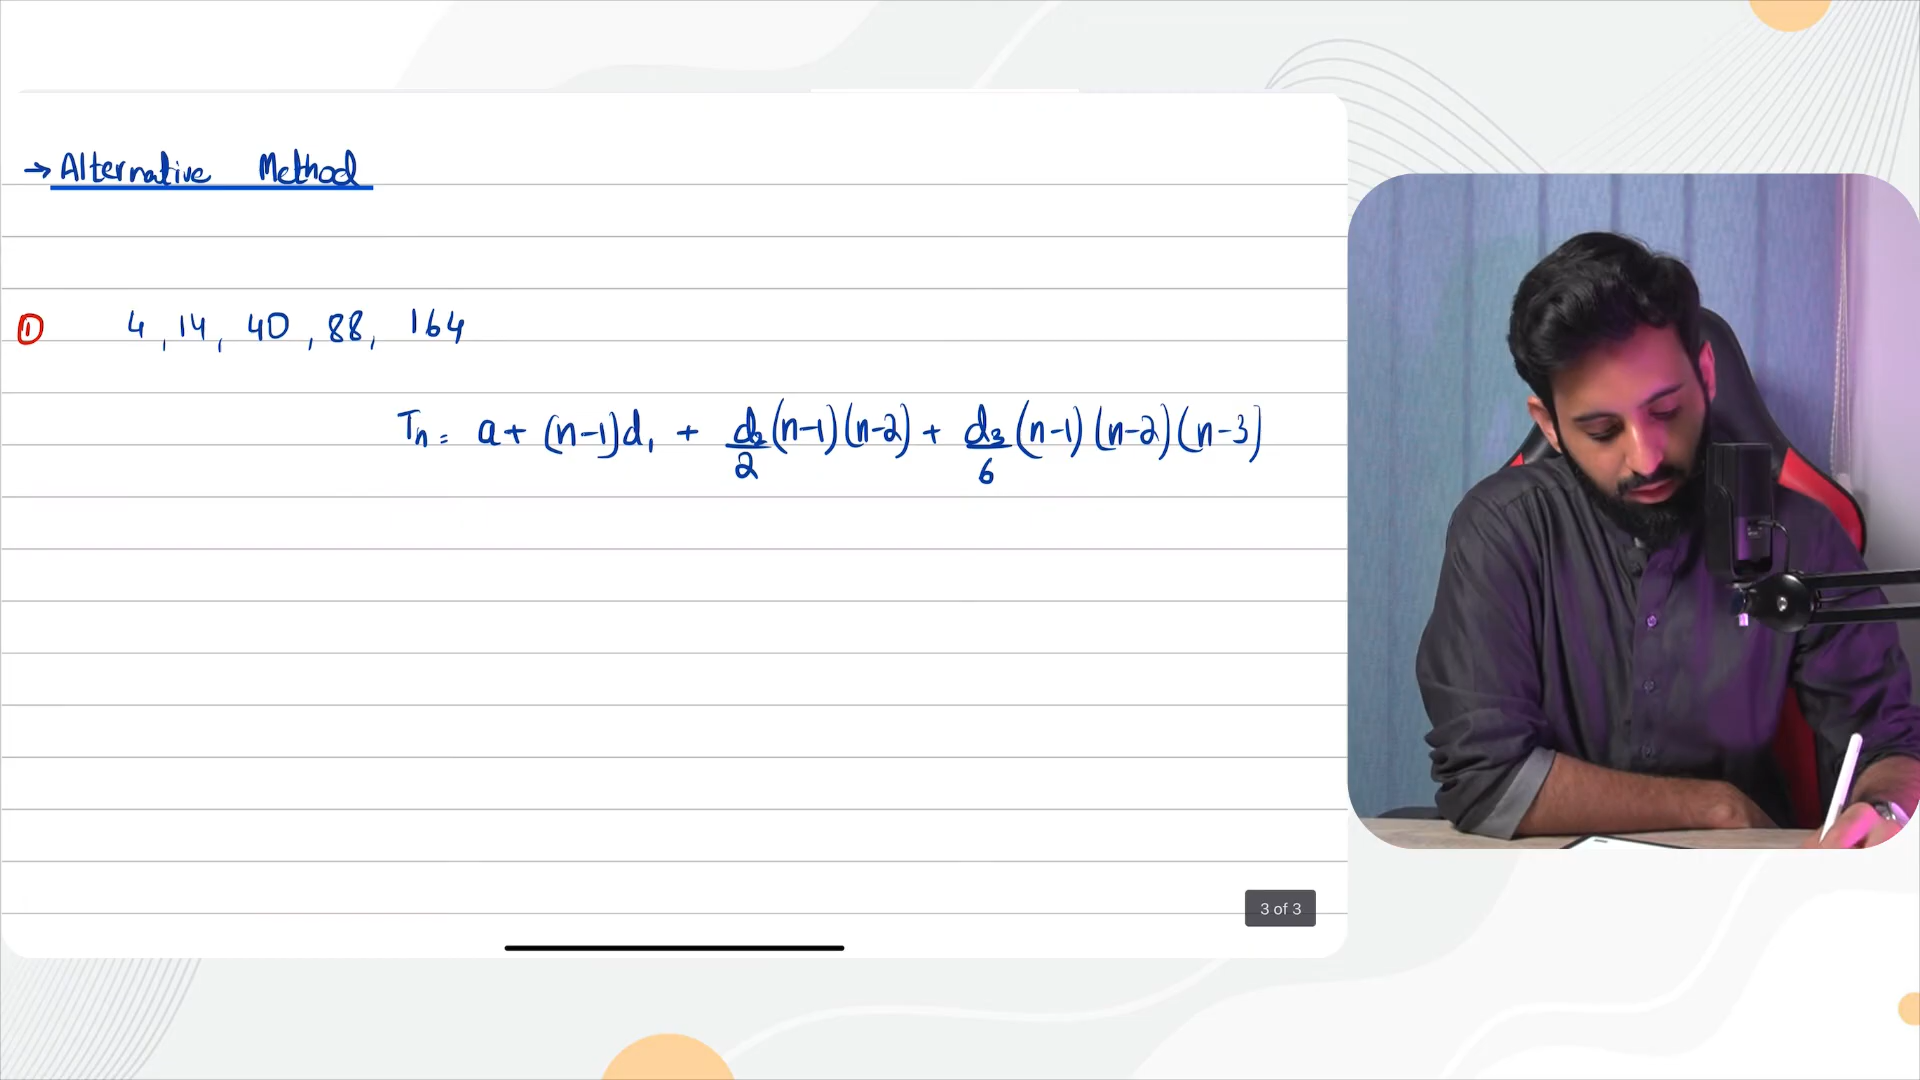 → Alternative Method
① 4, 14, 40, 88, 164
Tₙ = a + (n-1)d₁ + d₂/2 (n-1)(n-2) + d₃/6 (n-1)(n-2)(n-3)
3 of 3